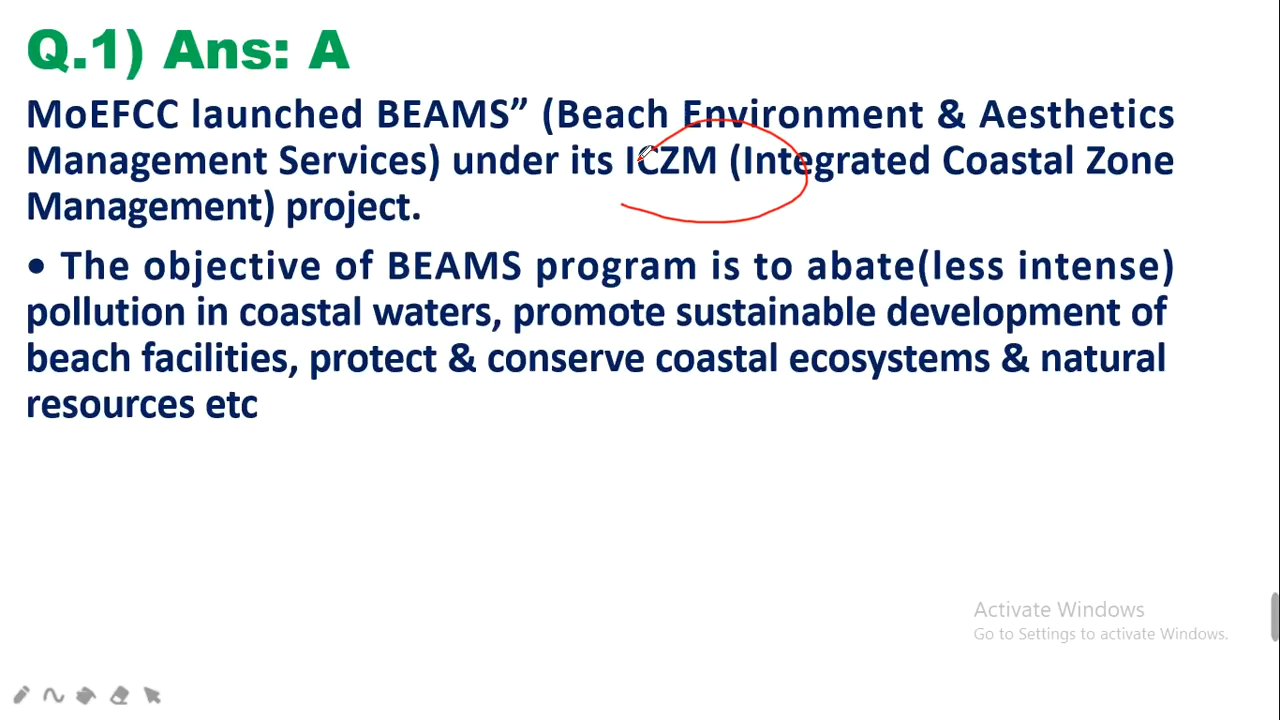 Q.1) Ans: A
MoEFCC launched BEAMS” (Beach Environment & Aesthetics
Management Services) under its ICZM (Integrated Coastal Zone
Management) project.
• The objective of BEAMS program is to abate(less intense)
pollution in coastal waters, promote sustainable development of
beach facilities, protect & conserve coastal ecosystems & natural
resources etc
Activate Windows
Go to Settings to activate Windows.